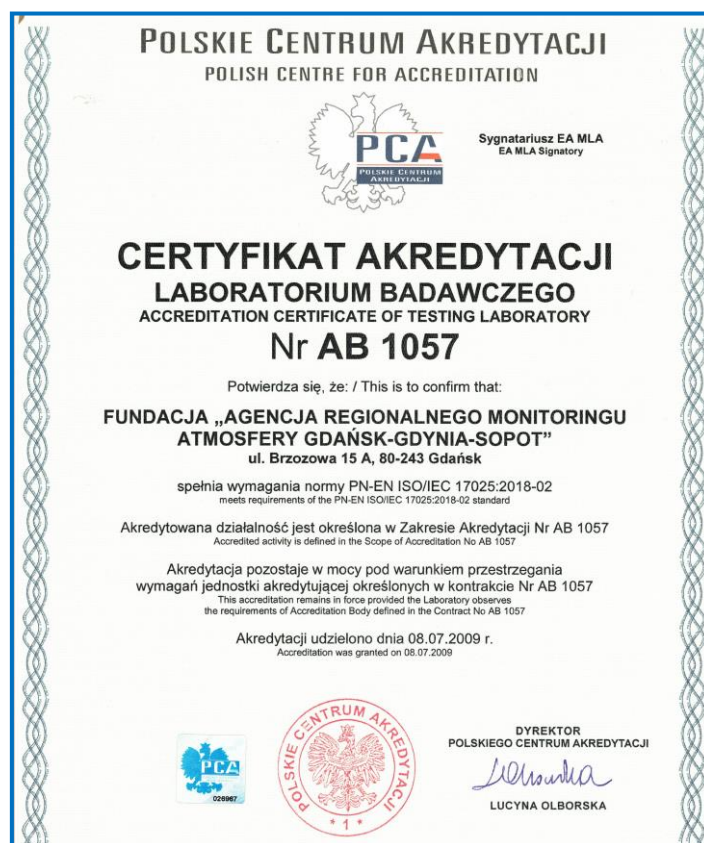 POLSKIE CENTRUM AKREDYTACJI
POLISH CENTRE FOR ACCREDITATION
PCA
POLSKIE CENTRUM
AKREDYTACJI
Sygnatariusz EA MLA
EA MLA Signatory
CERTYFIKAT AKREDYTACJI
LABORATORIUM BADAWCZEGO
ACCREDITATION CERTIFICATE OF TESTING LABORATORY
Nr AB 1057
Potwierdza się, że: / This is to confirm that:
FUNDACJA „AGENCJA REGIONALNEGO MONITORINGU
ATMOSFERY GDAŃSK-GDYNIA-SOPOT”
ul. Brzozowa 15 A, 80-243 Gdańsk
spełnia wymagania normy PN-EN ISO/IEC 17025:2018-02
meets requirements of the PN-EN ISO/IEC 17025:2018-02 standard
Akredytowana działalność jest określona w Zakresie Akredytacji Nr AB 1057
Accredited activity is defined in the Scope of Accreditation No AB 1057
Akredytacja pozostaje w mocy pod warunkiem przestrzegania
wymagań jednostki akredytującej określonych w kontrakcie Nr AB 1057
This accreditation remains in force provided the Laboratory observes
the requirements of Accreditation Body defined in the Contract No AB 1057
Akredytacji udzielono dnia 08.07.2009 r.
Accreditation was granted on 08.07.2009
PCA
026967
POLSKIE CENTRUM AKREDYTACJI
* 1 *
DYREKTOR
POLSKIEGO CENTRUM AKREDYTACJI
LUCYNA OLBORSKA